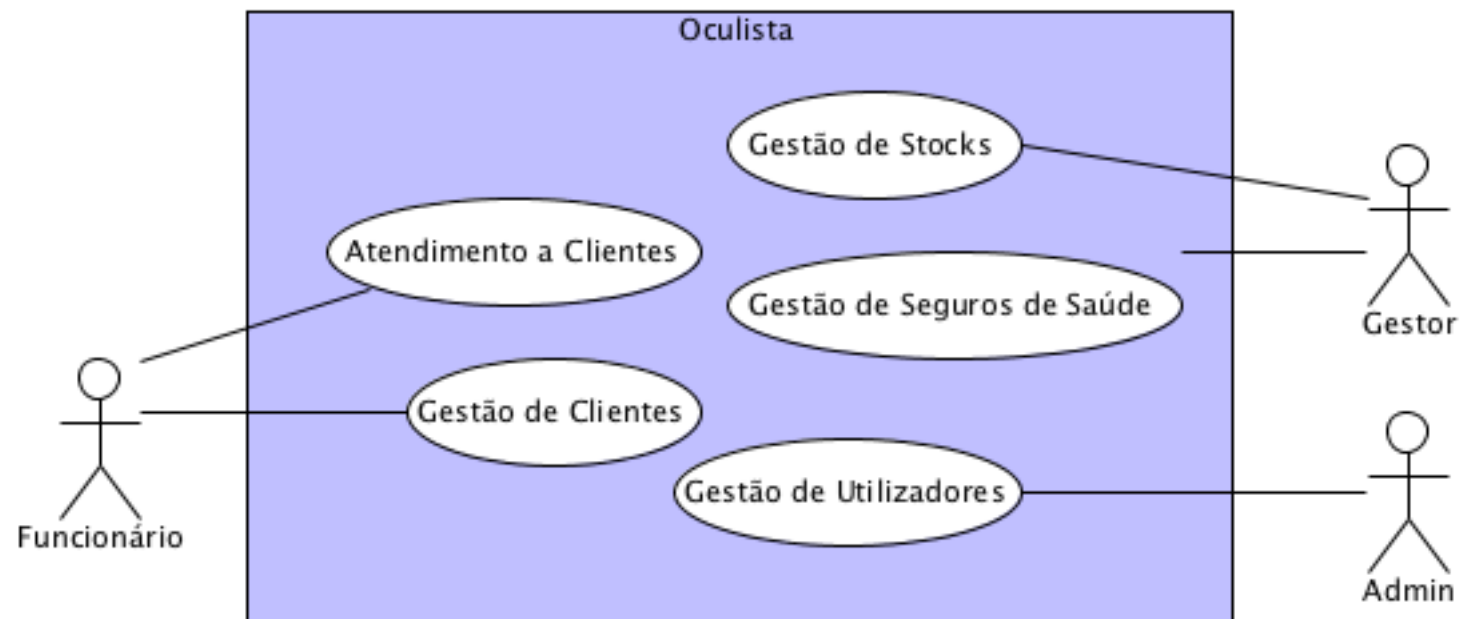 Oculista
Gestão de Stocks
Atendimento a Clientes
Gestão de Seguros de Saúde
Gestor
Gestão de Clientes
Gestão de Utilizadores
Funcionário
Admin